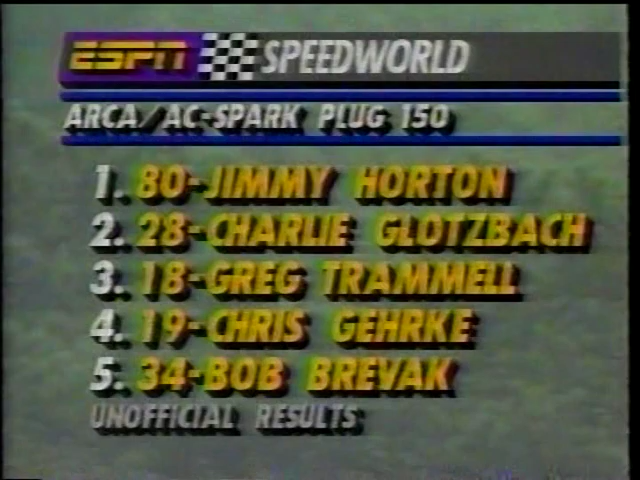 ESPN SPEEDWORLD
ARCA/AC-SPARK PLUG 150
1. 80-JIMMY HORTON
2. 28-CHARLIE GLOTZBACH
3. 18-GREG TRAMMELL
4. 19-CHRIS GEHRKE
5. 34-BOB BREVAK
UNOFFICIAL RESULTS